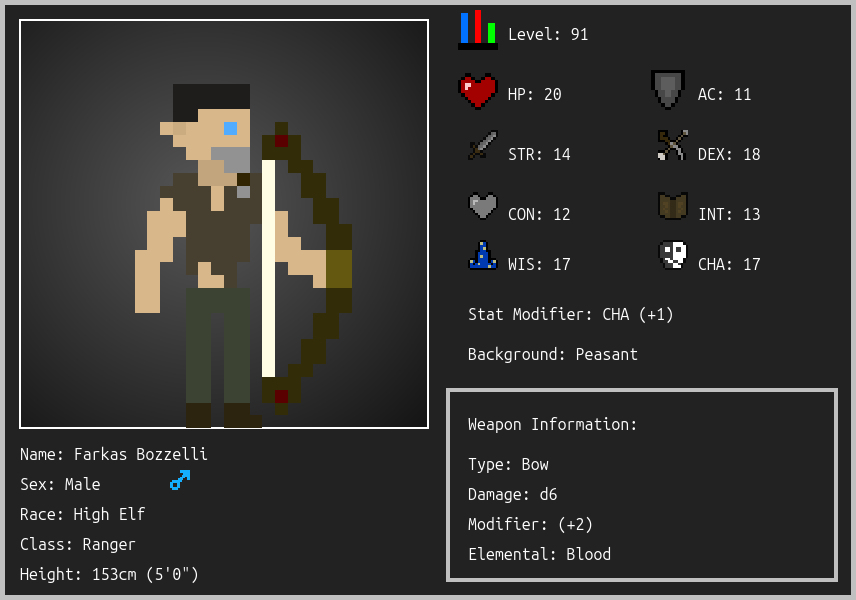 Level: 91
HP: 20
AC: 11
STR: 14
DEX: 18
CON: 12
INT: 13
WIS: 17
CHA: 17
Stat Modifier: CHA (+1)
Background: Peasant
Weapon Information:
Type: Bow
Damage: d6
Modifier: (+2)
Elemental: Blood
Name: Farkas Bozzelli
Sex: Male
Race: High Elf
Class: Ranger
Height: 153cm (5'0")